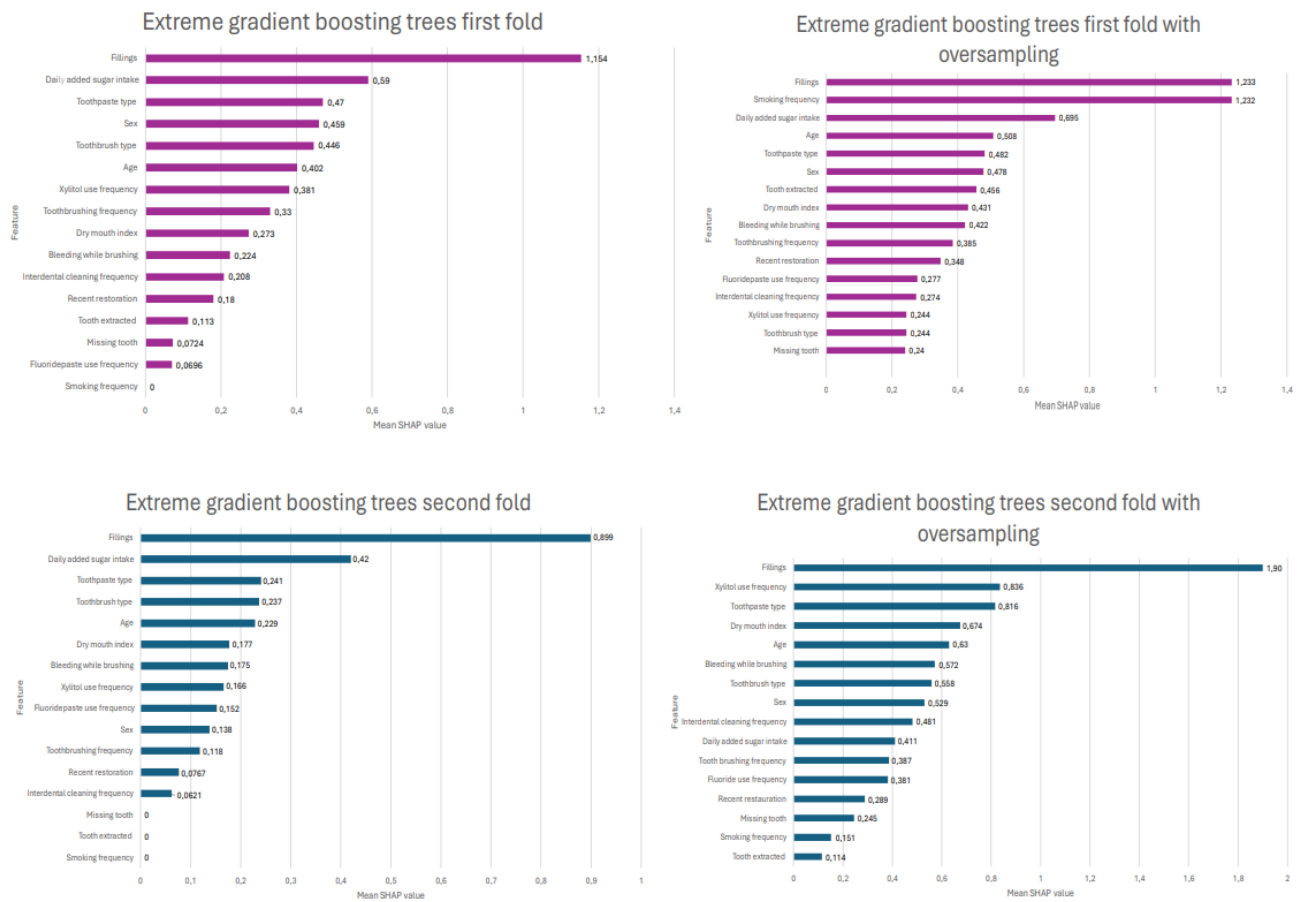 Extreme gradient boosting trees first fold
Feature
Fillings 1,154
Daily added sugar intake 0,59
Toothpaste type 0,47
Sex 0,459
Toothbrush type 0,446
Age 0,402
Xylitol use frequency 0,381
Toothbrushing frequency 0,33
Dry mouth index 0,273
Bleeding while brushing 0,224
Interdental cleaning frequency 0,208
Recent restoration 0,18
Tooth extracted 0,113
Missing tooth 0,0724
Fluoridepaste use frequency 0,0696
Smoking frequency 0
0 0,2 0,4 0,6 0,8 1 1,2 1,4
Mean SHAP value
Extreme gradient boosting trees first fold with
oversampling
Feature
Fillings 1,233
Smoking frequency 1,232
Daily added sugar intake 0,695
Age 0,508
Toothpaste type 0,482
Sex 0,478
Tooth extracted 0,456
Dry mouth index 0,431
Bleeding while brushing 0,422
Toothbrushing frequency 0,385
Recent restoration 0,348
Fluoridepaste use frequency 0,277
Interdental cleaning frequency 0,274
Xylitol use frequency 0,244
Toothbrush type 0,244
Missing tooth 0,24
0 0,2 0,4 0,6 0,8 1 1,2 1,4
Mean SHAP value
Extreme gradient boosting trees second fold
Feature
Fillings 0,899
Daily added sugar intake 0,42
Toothpaste type 0,241
Toothbrush type 0,237
Age 0,229
Dry mouth index 0,177
Bleeding while brushing 0,175
Xylitol use frequency 0,166
Fluoridepaste use frequency 0,152
Sex 0,138
Toothbrushing frequency 0,118
Recent restoration 0,0767
Interdental cleaning frequency 0,0621
Missing tooth 0
Tooth extracted 0
Smoking frequency 0
0 0,1 0,2 0,3 0,4 0,5 0,6 0,7 0,8 0,9 1
Mean SHAP value
Extreme gradient boosting trees second fold with
oversampling
Feature
Fillings 1,90
Xylitol use frequency 0,836
Toothpaste type 0,816
Dry mouth index 0,674
Age 0,63
Bleeding while brushing 0,572
Toothbrush type 0,558
Sex 0,529
Interdental cleaning frequency 0,481
Daily added sugar intake 0,411
Tooth brushing frequency 0,387
Fluoride use frequency 0,381
Recent restauration 0,289
Missing tooth 0,245
Smoking frequency 0,151
Tooth extracted 0,114
0 0,2 0,4 0,6 0,8 1 1,2 1,4 1,6 1,8 2
Mean SHAP value